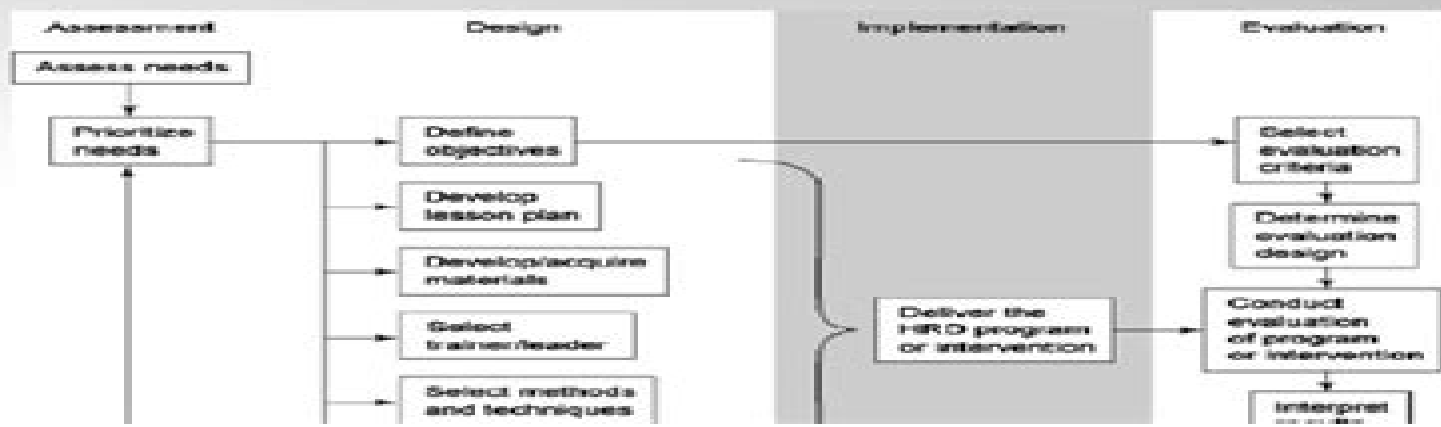 Assessment
Design
Implementation
Evaluation
Assess needs
Prioritize
needs
Define
objectives
Develop
lesson plan
Develop/acquire
materials
Select
trainer/leader
Select methods
and techniques
Deliver the
HRD program
or intervention
Select
evaluation
criteria
Determine
evaluation
design
Conduct
evaluation
of program
or intervention
Interpret